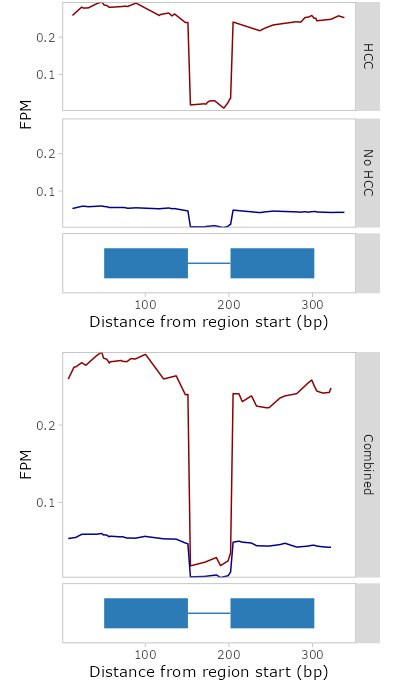 HCC
0.2
0.1
FPM
No HCC
0.2
0.1
100 200 300
Distance from region start (bp)
Combined
0.2
FPM
0.1
100 200 300
Distance from region start (bp)